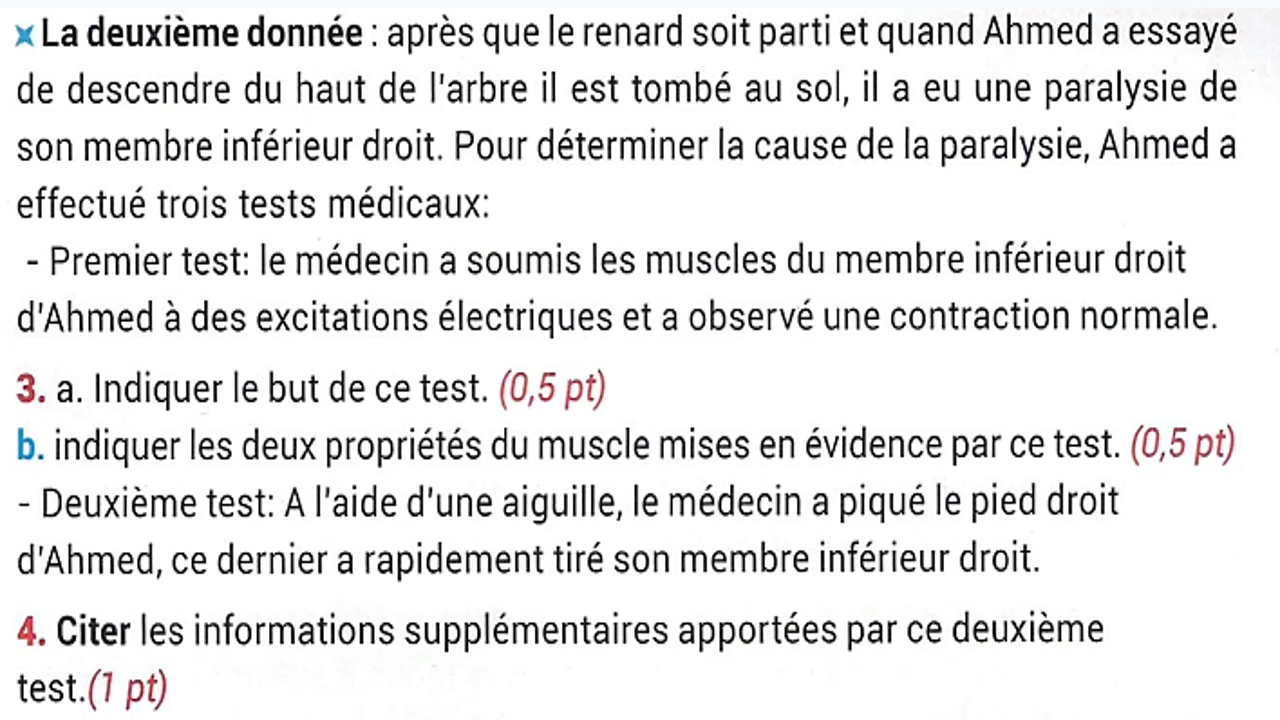 × La deuxième donnée : après que le renard soit parti et quand Ahmed a essayé
de descendre du haut de l'arbre il est tombé au sol, il a eu une paralysie de
son membre inférieur droit. Pour déterminer la cause de la paralysie, Ahmed a
effectué trois tests médicaux:
- Premier test: le médecin a soumis les muscles du membre inférieur droit
d'Ahmed à des excitations électriques et a observé une contraction normale.
3. a. Indiquer le but de ce test. (0,5 pt)
b. indiquer les deux propriétés du muscle mises en évidence par ce test. (0,5 pt)
- Deuxième test: A l'aide d'une aiguille, le médecin a piqué le pied droit
d'Ahmed, ce dernier a rapidement tiré son membre inférieur droit.
4. Citer les informations supplémentaires apportées par ce deuxième
test.(1 pt)